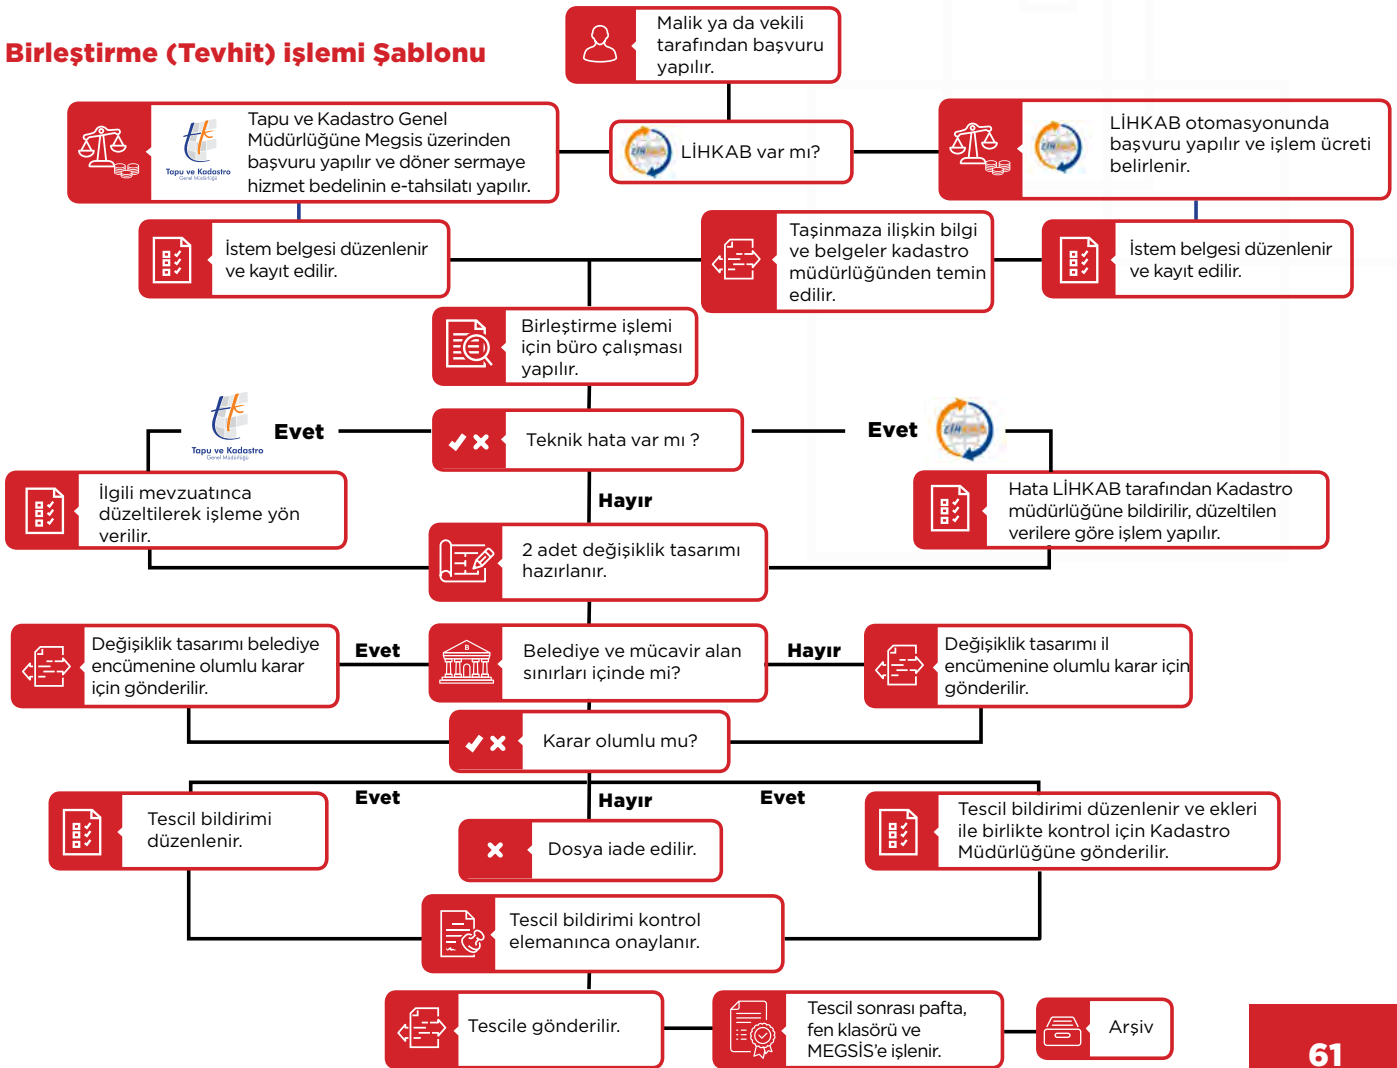 Birleştirme (Tevhit) işlemi Şablonu
Malik ya da vekili
tarafından başvuru
yapılır.
Tapu ve Kadastro
Genel Müdürlüğü
Tapu ve Kadastro Genel
Müdürlüğüne Megsis üzerinden
başvuru yapılır ve döner sermaye
hizmet bedelinin e-tahsilatı yapılır.
LİHKAB var mı?
LİHKAB otomasyonunda
başvuru yapılır ve işlem ücreti
belirlenir.
İstem belgesi düzenlenir
ve kayıt edilir.
Taşinmaza ilişkin bilgi
ve belgeler kadastro
müdürlüğünden temin
edilir.
İstem belgesi düzenlenir
ve kayıt edilir.
Birleştirme işlemi
için büro çalışması
yapılır.
Tapu ve Kadastro
Genel Müdürlüğü
Evet
Teknik hata var mı ?
Evet
İlgili mevzuatınca
düzeltilerek işleme yön
verilir.
Hayır
Hata LİHKAB tarafından Kadastro
müdürlüğüne bildirilir, düzeltilen
verilere göre işlem yapılır.
2 adet değişiklik tasarımı
hazırlanır.
Değişiklik tasarımı belediye
encümenine olumlu karar
için gönderilir.
Evet
Belediye ve mücavir alan
sınırları içinde mi?
Hayır
Değişiklik tasarımı il
encümenine olumlu karar için
gönderilir.
Karar olumlu mu?
Evet
Hayır
Evet
Tescil bildirimi
düzenlenir.
Dosya iade edilir.
Tescil bildirimi düzenlenir ve ekleri
ile birlikte kontrol için Kadastro
Müdürlüğüne gönderilir.
Tescil bildirimi kontrol
elemanınca onaylanır.
Tescile gönderilir.
Tescil sonrası pafta,
fen klasörü ve
MEGSİS’e işlenir.
Arşiv
61